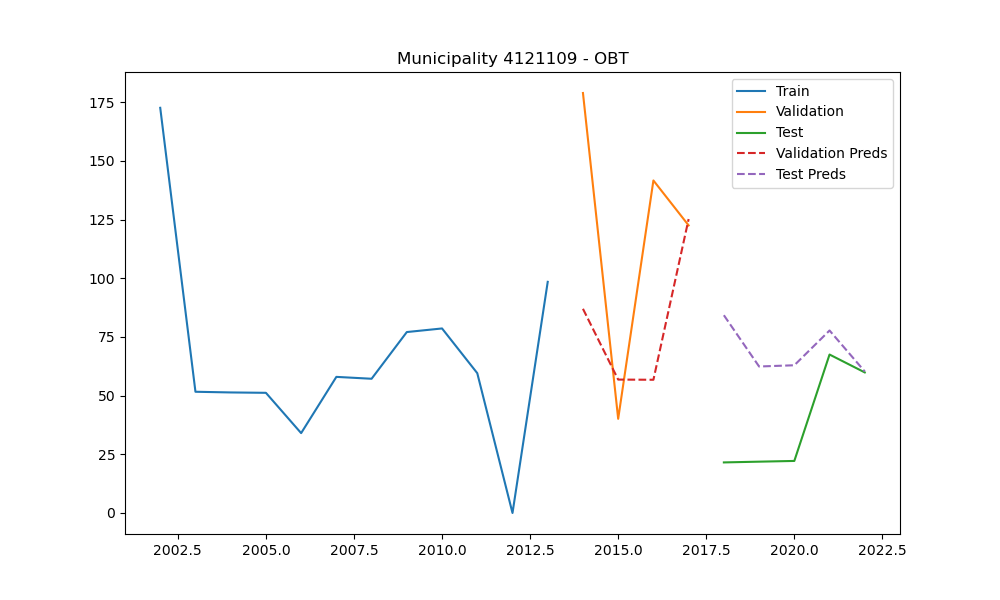 Municipality 4121109 - OBT
Train
Validation
Test
Validation Preds
Test Preds
175
150
125
100
75
50
25
0
2002.5 2005.0 2007.5 2010.0 2012.5 2015.0 2017.5 2020.0 2022.5